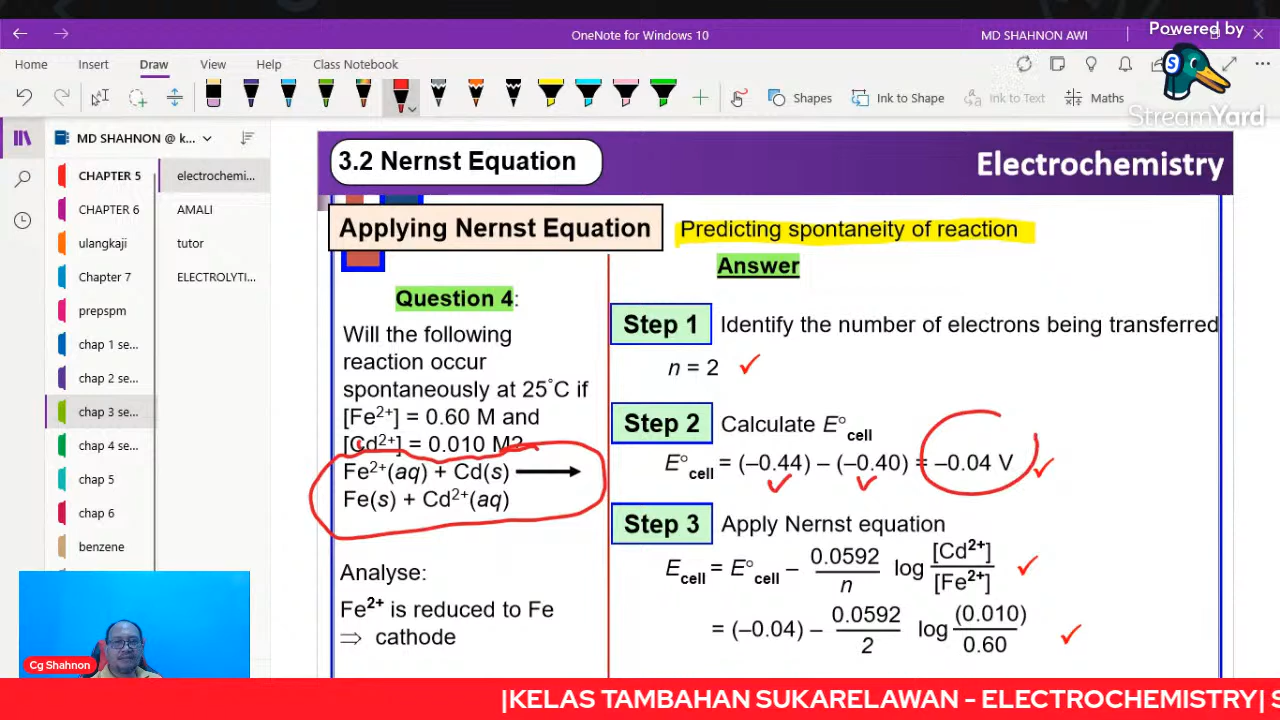 OneNote for Windows 10
MD SHAHNON AWI
Powered by
StreamYard
Home Insert Draw View Help Class Notebook
Shapes Ink to Shape Ink to Text Maths
MD SHAHNON @ k...
CHAPTER 5
CHAPTER 6
ulangkaji
Chapter 7
prepspm
chap 1 se...
chap 2 se...
chap 3 se...
chap 4 se...
chap 5
chap 6
benzene
electrochemi...
AMALI
tutor
ELECTROLYTI...
3.2 Nernst Equation
Electrochemistry
Applying Nernst Equation
Predicting spontaneity of reaction
Question 4:
Will the following
reaction occur
spontaneously at 25°C if
[Fe²⁺] = 0.60 M and
[Cd²⁺] = 0.010 M?
Fe²⁺(aq) + Cd(s) ⟶
Fe(s) + Cd²⁺(aq)
Analyse:
Fe²⁺ is reduced to Fe
⇒ cathode
Answer
Step 1 Identify the number of electrons being transferred
n = 2 ✓
Step 2 Calculate E°cell
E°cell = (–0.44) – (–0.40) = –0.04 V ✓
Step 3 Apply Nernst equation
Ecell = E°cell – 0.0592/n log [Cd²⁺]/[Fe²⁺] ✓
= (–0.04) – 0.0592/2 log (0.010)/0.60 ✓
Cg Shahnon
|KELAS TAMBAHAN SUKARELAWAN - ELECTROCHEMISTRY| S